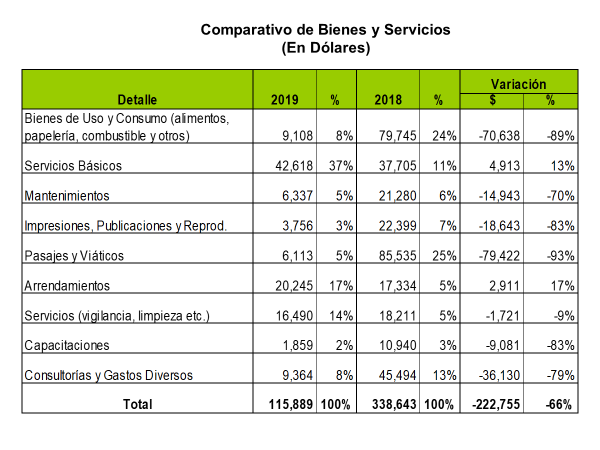 Comparativo de Bienes y Servicios
(En Dólares)
Variación
Detalle 2019 % 2018 % $ %
Bienes de Uso y Consumo (alimentos,
papelería, combustible y otros) 9,108 8% 79,745 24% -70,638 -89%
Servicios Básicos 42,618 37% 37,705 11% 4,913 13%
Mantenimientos 6,337 5% 21,280 6% -14,943 -70%
Impresiones, Publicaciones y Reprod. 3,756 3% 22,399 7% -18,643 -83%
Pasajes y Viáticos 6,113 5% 85,535 25% -79,422 -93%
Arrendamientos 20,245 17% 17,334 5% 2,911 17%
Servicios (vigilancia, limpieza etc.) 16,490 14% 18,211 5% -1,721 -9%
Capacitaciones 1,859 2% 10,940 3% -9,081 -83%
Consultorías y Gastos Diversos 9,364 8% 45,494 13% -36,130 -79%
Total 115,889 100% 338,643 100% -222,755 -66%